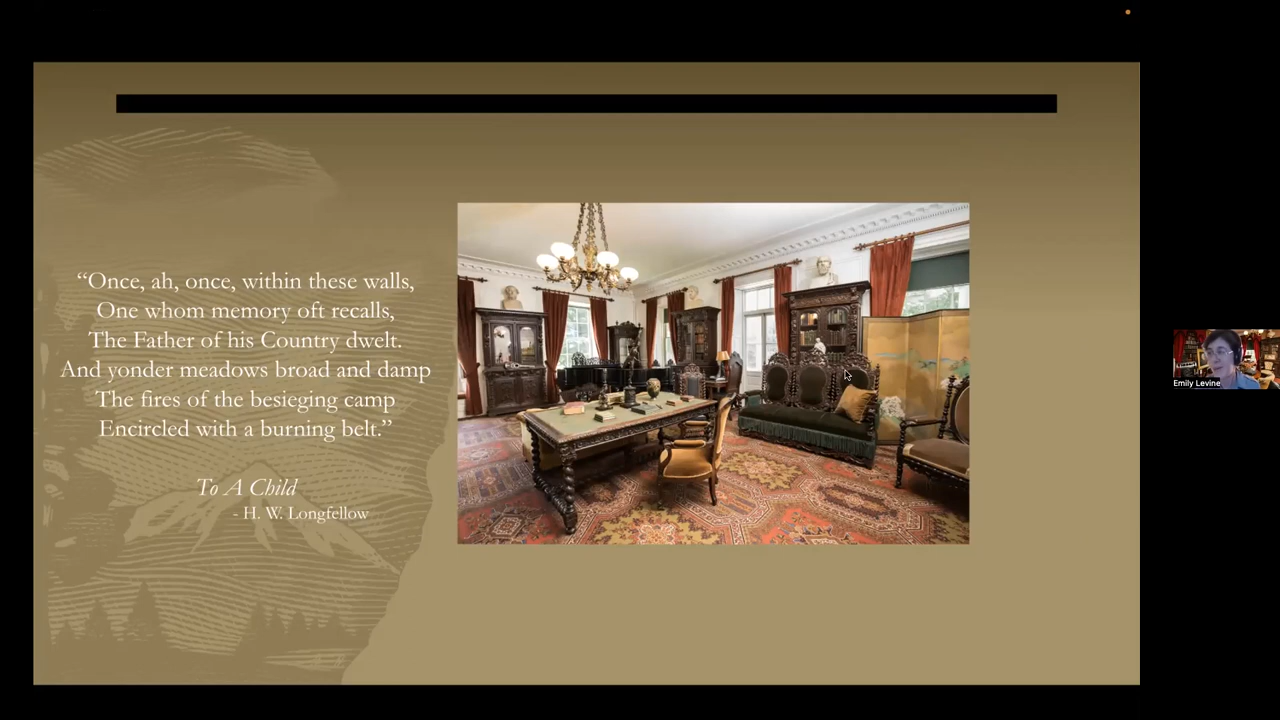 “Once, ah, once, within these walls,
One whom memory oft recalls,
The Father of his Country dwelt.
And yonder meadows broad and damp
The fires of the besieging camp
Encircled with a burning belt.”
To A Child
- H. W. Longfellow
Emily Levine